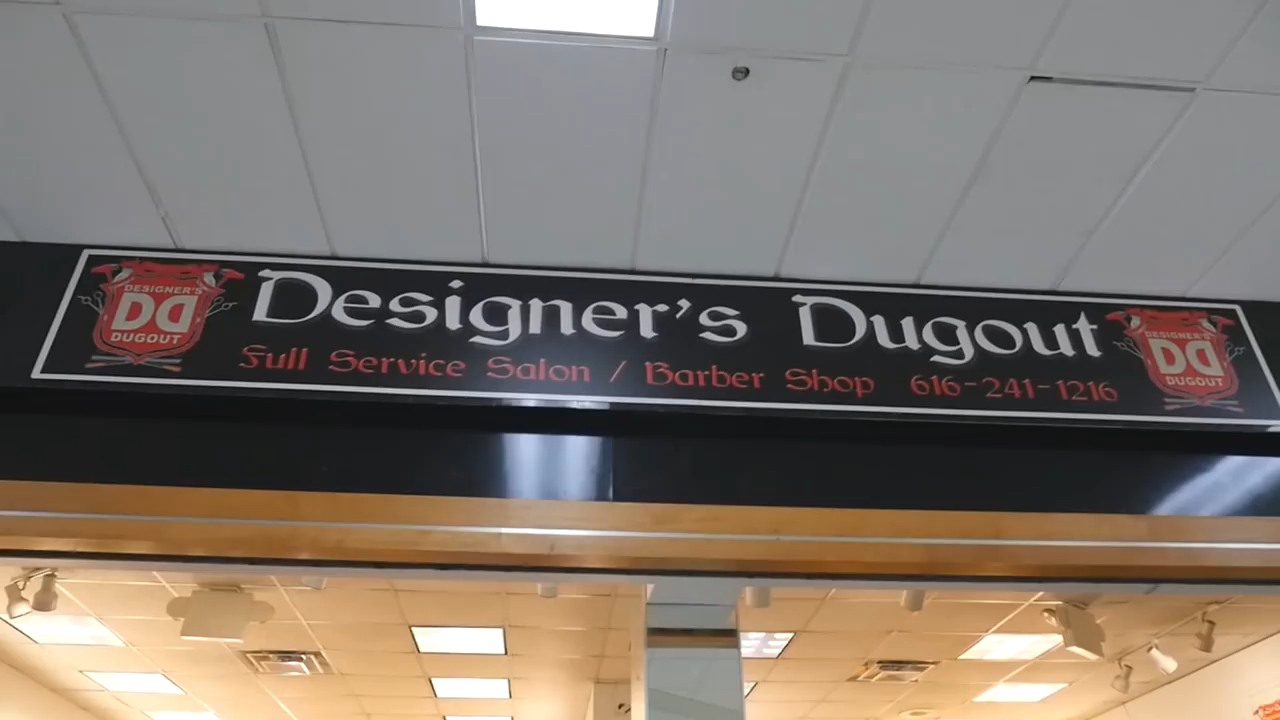 Designer's Dugout
Full Service Salon / Barber Shop 616-241-1216
DESIGNER'S
DD
DUGOUT
DESIGNER'S
DD
DUGOUT